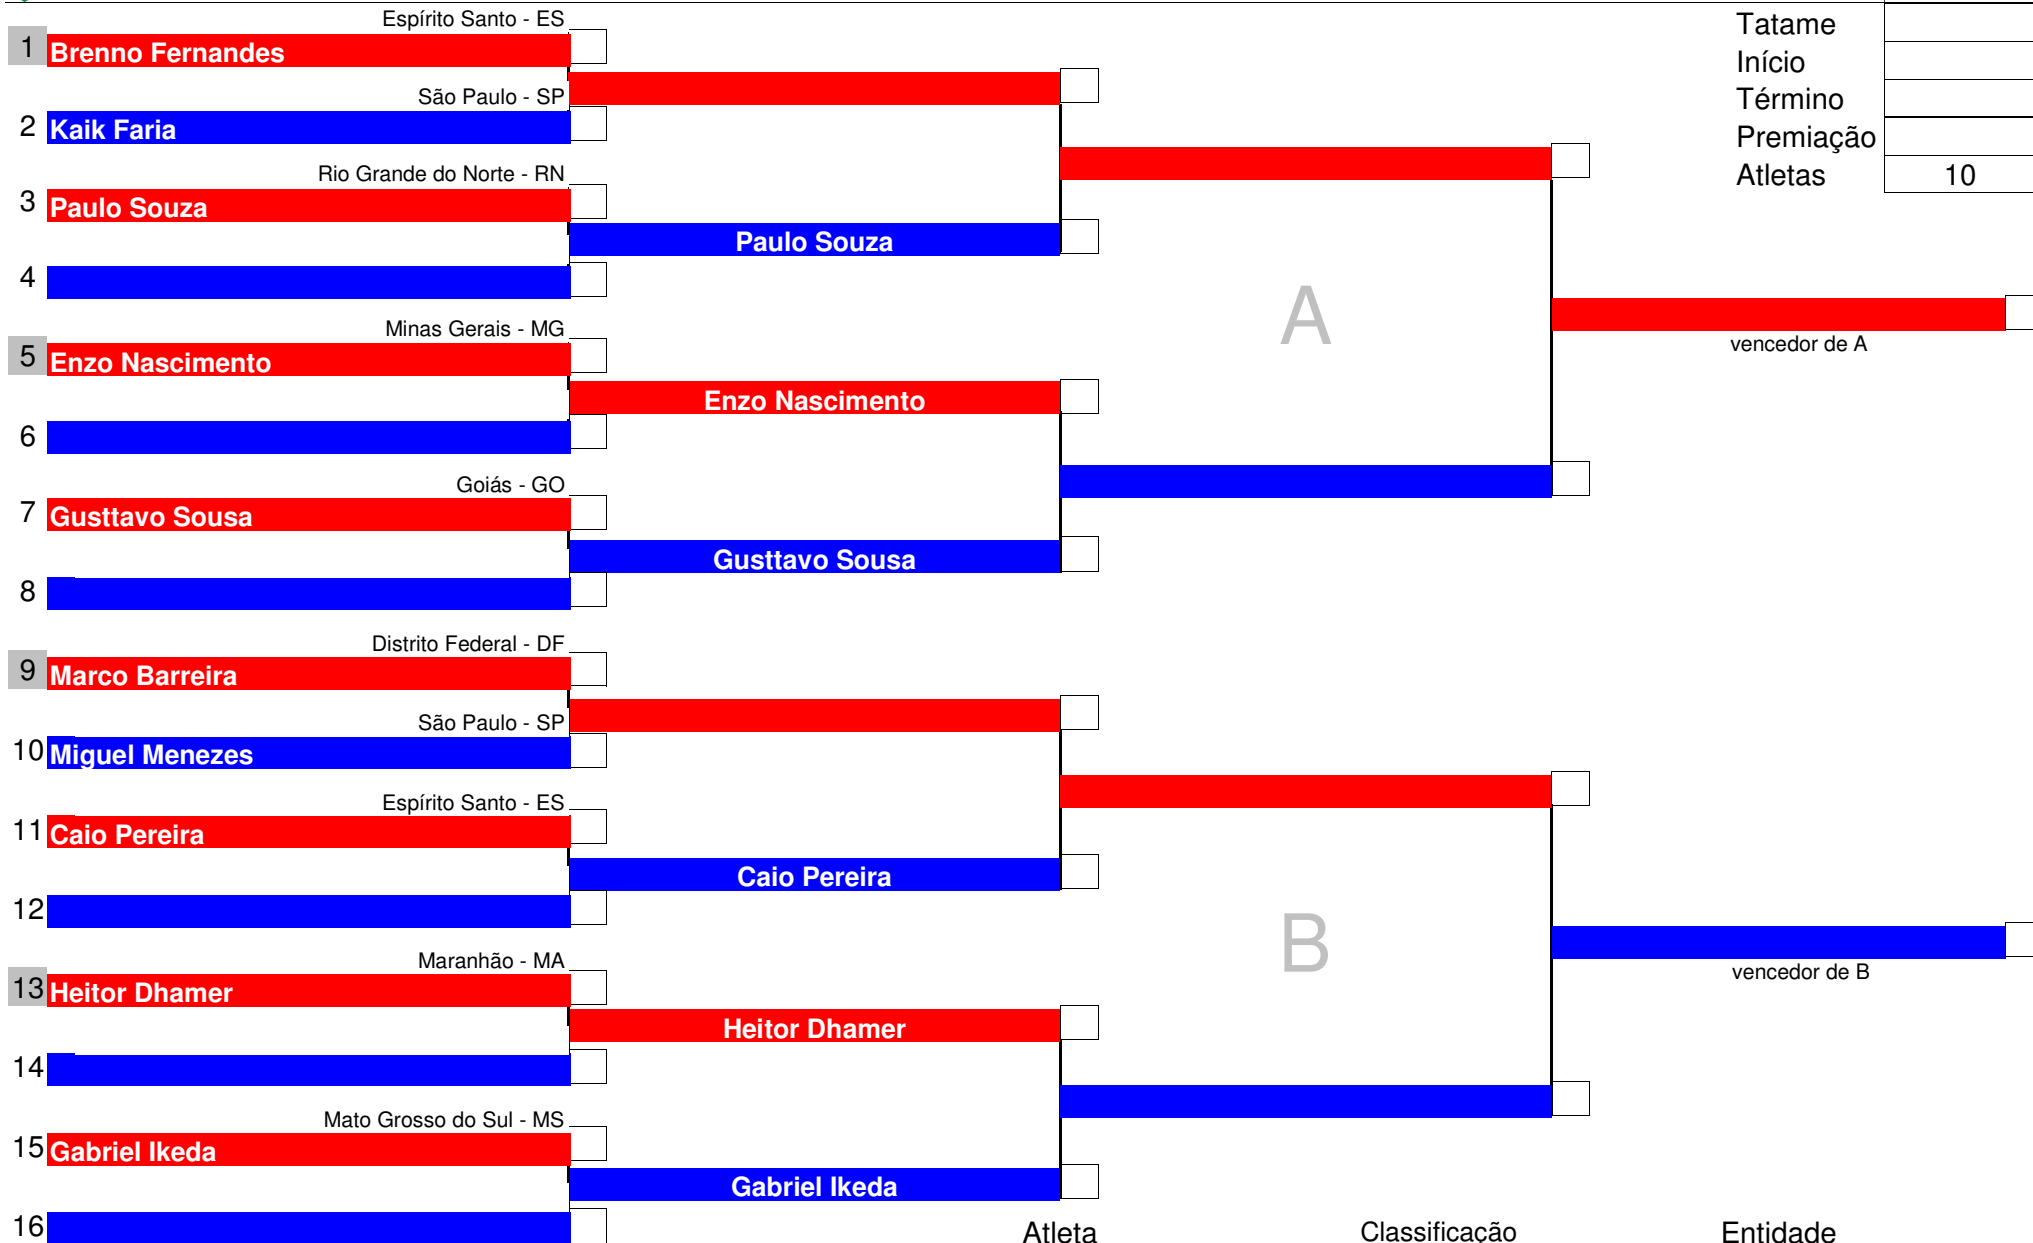 Espírito Santo - ES
1 Brenno Fernandes
São Paulo - SP
2 Kaik Faria
Rio Grande do Norte - RN
3 Paulo Souza
Paulo Souza
4
Minas Gerais - MG
5 Enzo Nascimento
Enzo Nascimento
6
Goiás - GO
7 Gusttavo Sousa
Gusttavo Sousa
8
Distrito Federal - DF
9 Marco Barreira
São Paulo - SP
10 Miguel Menezes
Espírito Santo - ES
11 Caio Pereira
Caio Pereira
12
Maranhão - MA
13 Heitor Dhamer
Heitor Dhamer
14
Mato Grosso do Sul - MS
15 Gabriel Ikeda
Gabriel Ikeda
16
A
vencedor de A
B
vencedor de B
Tatame
Início
Término
Premiação
Atletas 10
Atleta Classificação Entidade